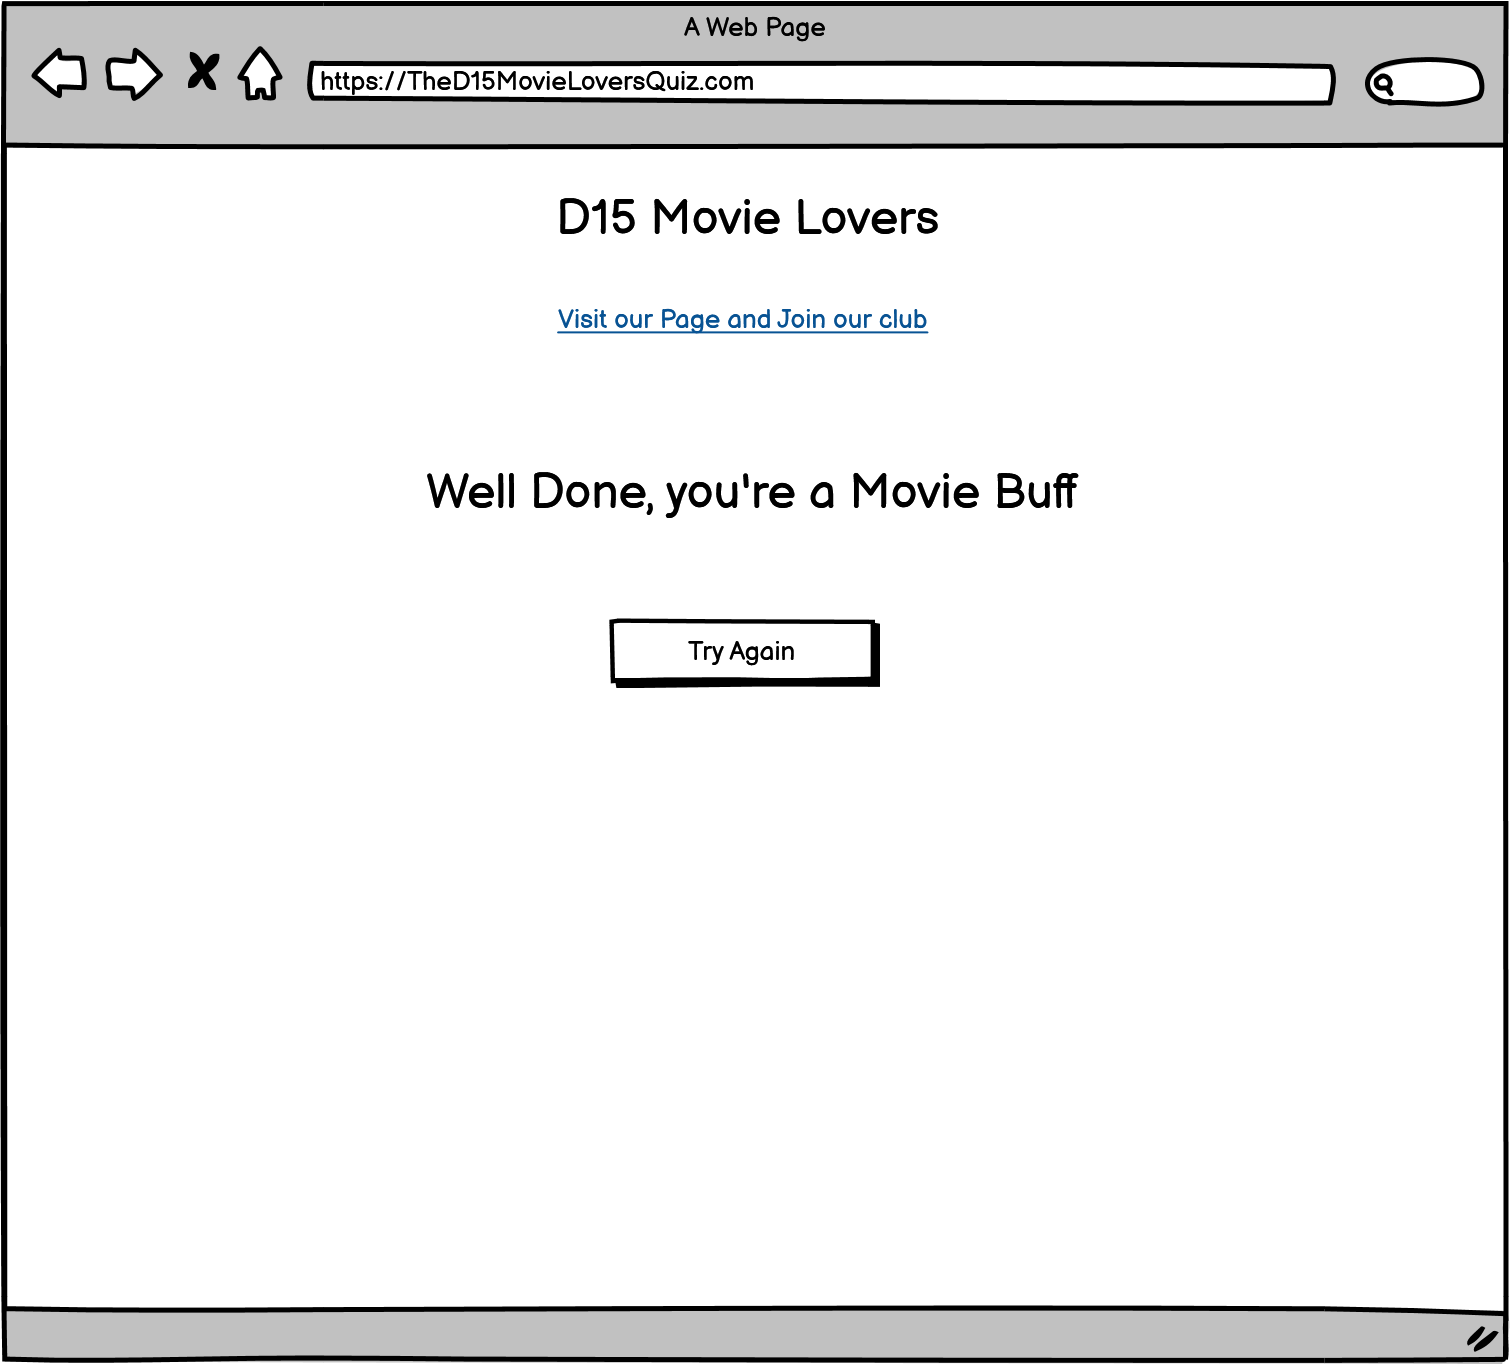 A Web Page
https://TheD15MovieLoversQuiz.com
D15 Movie Lovers
Visit our Page and Join our club
Well Done, you're a Movie Buff
Try Again